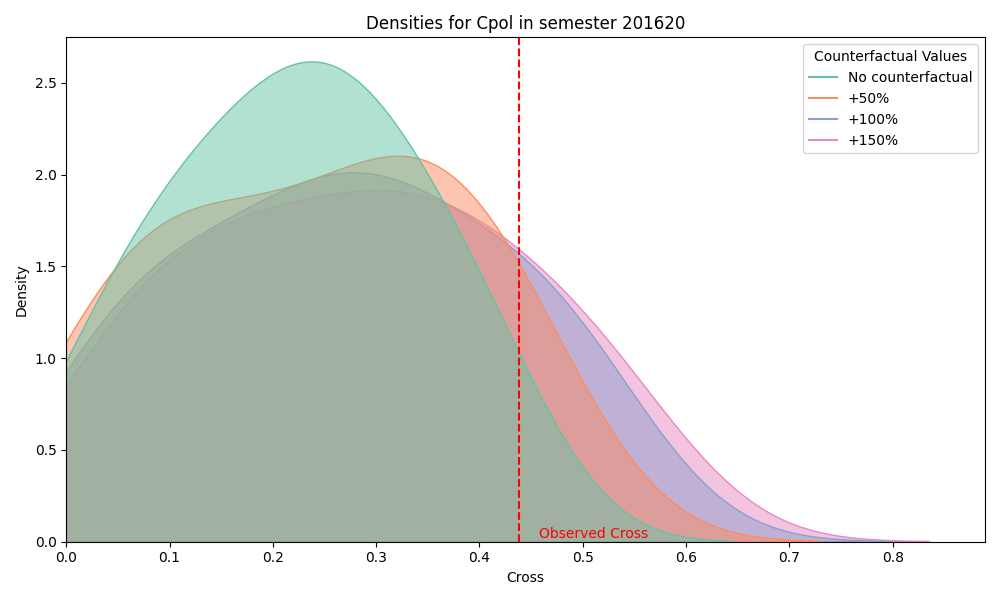 Densities for Cpol in semester 201620
Counterfactual Values
No counterfactual
+50%
+100%
+150%
Density
2.5
2.0
1.5
1.0
0.5
0.0
Observed Cross
0.0 0.1 0.2 0.3 0.4 0.5 0.6 0.7 0.8
Cross